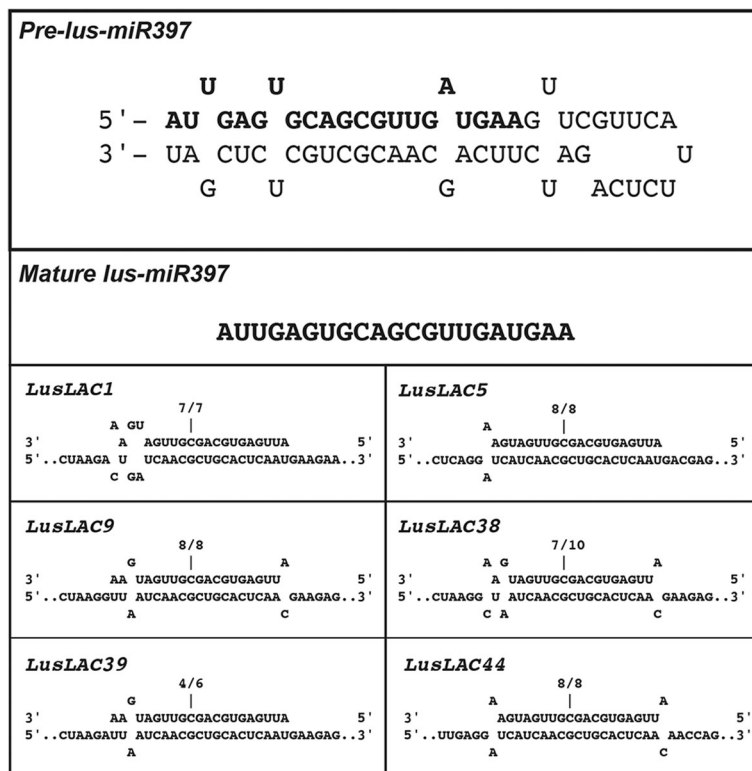 Pre-lus-miR397
U U A U
5'- AU GAG GCAGCGUUG UGAAG UCGUUCA
3'- UA CUC CGUCGCAAC ACUUC AG U
G U G U ACUCU
Mature lus-miR397
AUUGAGUGCAGCGUUGAUGAA
LusLAC1
7/7
A GU |
3' A AGUUGCGACGUGAGUUA 5'
5'..CUAAGA U UCAACGCUGCACUCAAUGAAGAA..3'
C GA
LusLAC5
8/8
A |
3' AGUAGUUGCGACGUGAGUUA 5'
5'..CUCAGG UCAUCAACGCUGCACUCAAUGACGAG..3'
A
LusLAC9
8/8
G | A
3' AA UAGUUGCGACGUGAGUU 5'
5'..CUAAGGUU AUCAACGCUGCACUCAA GAAGAG..3'
A C
LusLAC38
7/10
A G | A
3' A UAGUUGCGACGUGAGUU 5'
5'..CUAAGG U AUCAACGCUGCACUCAA GAAGAG..3'
C A C
LusLAC39
4/6
G |
3' AA UAGUUGCGACGUGAGUUA 5'
5'..CUAAGAUU AUCAACGCUGCACUCAAUGAAGAG..3'
A
LusLAC44
8/8
A | A
3' AGUAGUUGCGACGUGAGUU 5'
5'..UUGAGG UCAUCAACGCUGCACUCAA AACCAG..3'
A C